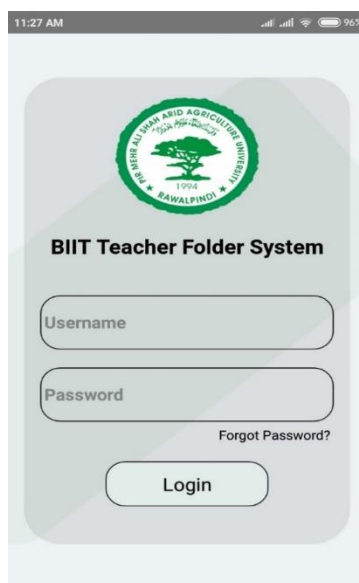 11:27 AM
96%
PIR MEHR ALI SHAH ARID AGRICULTURE UNIVERSITY
1994
RAWALPINDI
BIIT Teacher Folder System
Username
Password
Forgot Password?
Login